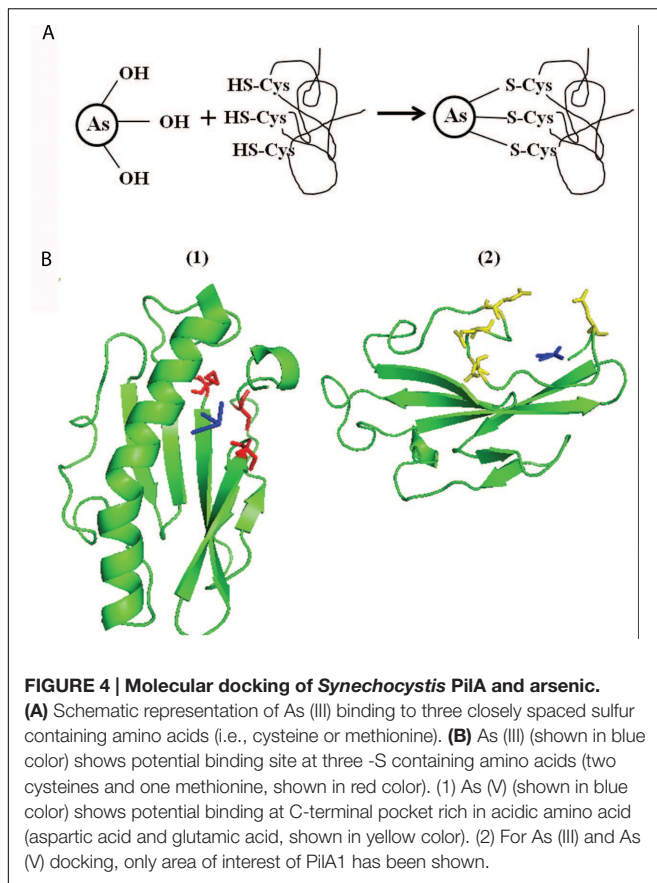 A
OH
As
OH
OH
+
HS-Cys
HS-Cys
HS-Cys
As
S-Cys
S-Cys
S-Cys
B
(1)
(2)
FIGURE 4 | Molecular docking of Synechocystis PilA and arsenic.
(A) Schematic representation of As (III) binding to three closely spaced sulfur
containing amino acids (i.e., cysteine or methionine). (B) As (III) (shown in blue
color) shows potential binding site at three -S containing amino acids (two
cysteines and one methionine, shown in red color). (1) As (V) (shown in blue
color) shows potential binding at C-terminal pocket rich in acidic amino acid
(aspartic acid and glutamic acid, shown in yellow color). (2) For As (III) and As
(V) docking, only area of interest of PilA1 has been shown.